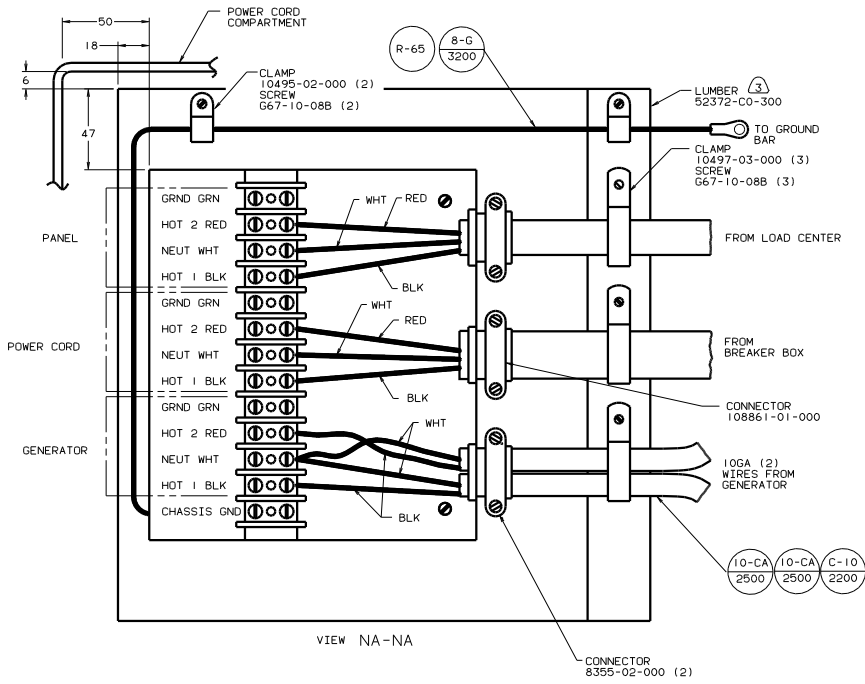 50
18
6
47
POWER CORD
COMPARTMENT
CLAMP
10495-02-000 (2)
SCREW
G67-10-08B (2)
R-65
8-G
3200
LUMBER 3
52372-C0-300
TO GROUND
BAR
CLAMP
10497-03-000 (3)
SCREW
G67-10-08B (3)
PANEL
GRND GRN
HOT 2 RED
NEUT WHT
HOT 1 BLK
WHT
RED
BLK
FROM LOAD CENTER
POWER CORD
GRND GRN
HOT 2 RED
NEUT WHT
HOT 1 BLK
WHT
RED
BLK
FROM
BREAKER BOX
CONNECTOR
108861-01-000
GENERATOR
GRND GRN
HOT 2 RED
NEUT WHT
HOT 1 BLK
CHASSIS GND
WHT
BLK
10GA (2)
WIRES FROM
GENERATOR
10-CA
2500
10-CA
2500
C-10
2200
VIEW NA-NA
CONNECTOR
8355-02-000 (2)